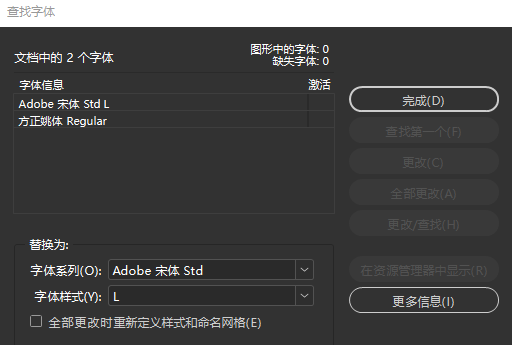 查找字体
文档中的 2 个字体
图形中的字体: 0
缺失字体: 0
字体信息 激活
Adobe 宋体 Std L
方正姚体 Regular
完成(D)
查找第一个(F)
更改(C)
全部更改(A)
更改/查找(H)
替换为:
字体系列(O): Adobe 宋体 Std
在资源管理器中显示(R)
字体样式(Y): L
更多信息(I)
全部更改时重新定义样式和命名网格(E)